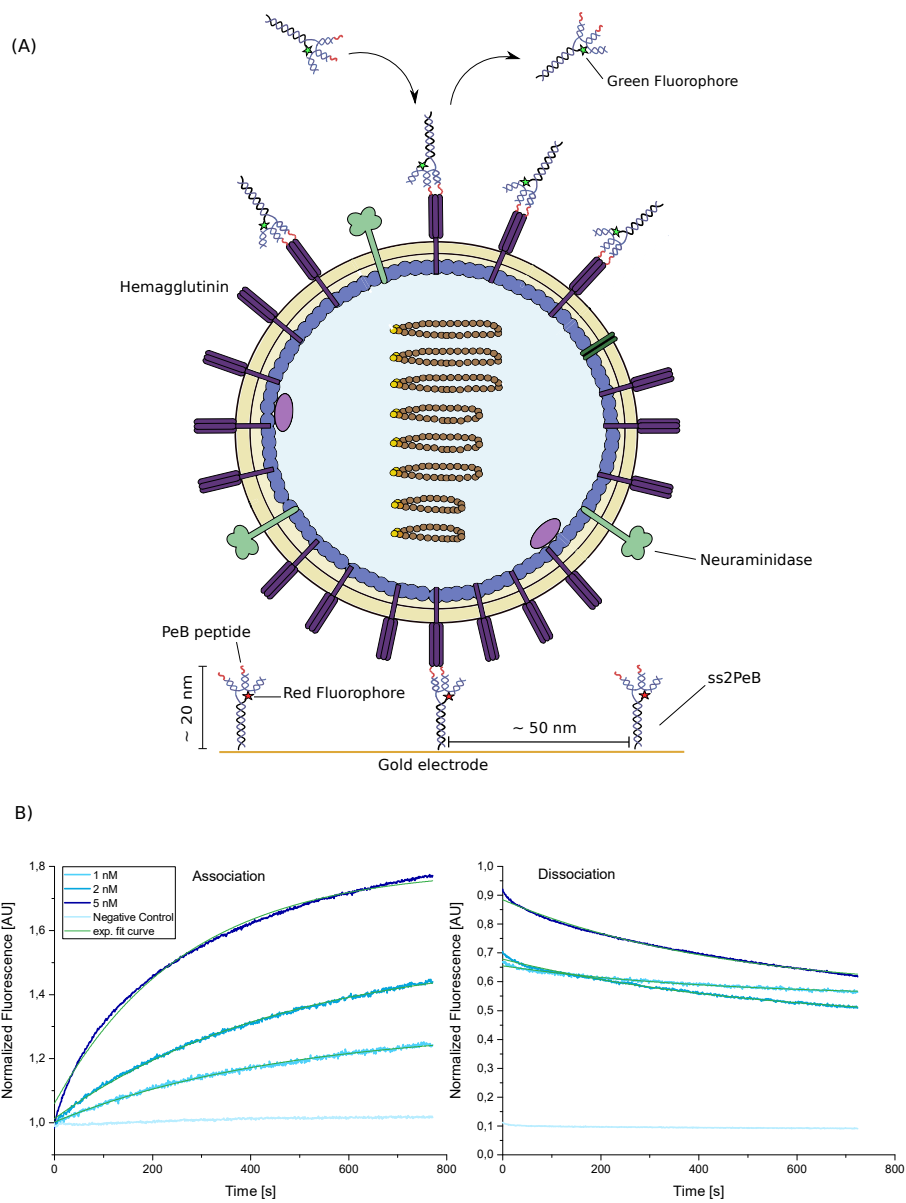 (A)
Green Fluorophore
Hemagglutinin
Neuraminidase
PeB peptide
Red Fluorophore
ss2PeB
~ 20 nm
~ 50 nm
Gold electrode
B)
1,8
1,6
1,4
1,2
1,0
Normalized Fluorescence [AU]
1 nM
2 nM
5 nM
Negative Control
exp. fit curve
Association
0
200
400
600
800
Time [s]
1,0
0,9
0,8
0,7
0,6
0,5
0,4
0,3
0,2
0,1
0,0
Normalized Fluorescence [AU]
Dissociation
0
200
400
600
800
Time [s]